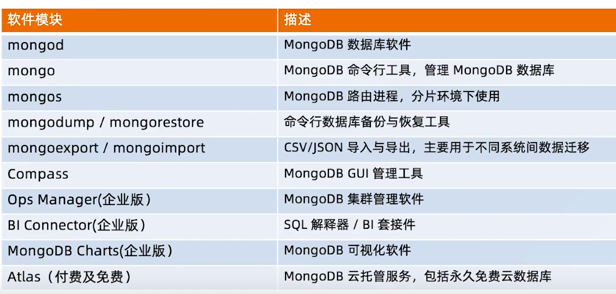 软件模块 描述
mongod MongoDB 数据库软件
mongo MongoDB 命令行工具，管理 MongoDB 数据库
mongos MongoDB 路由进程，分片环境下使用
mongodump / mongorestore 命令行数据库备份与恢复工具
mongoexport / mongoimport CSV/JSON 导入与导出，主要用于不同系统间数据迁移
Compass MongoDB GUI 管理工具
Ops Manager(企业版） MongoDB 集群管理软件
BI Connector(企业版） SQL 解释器 / BI 套接件
MongoDB Charts(企业版） MongoDB 可视化软件
Atlas（付费及免费） MongoDB 云托管服务，包括永久免费云数据库